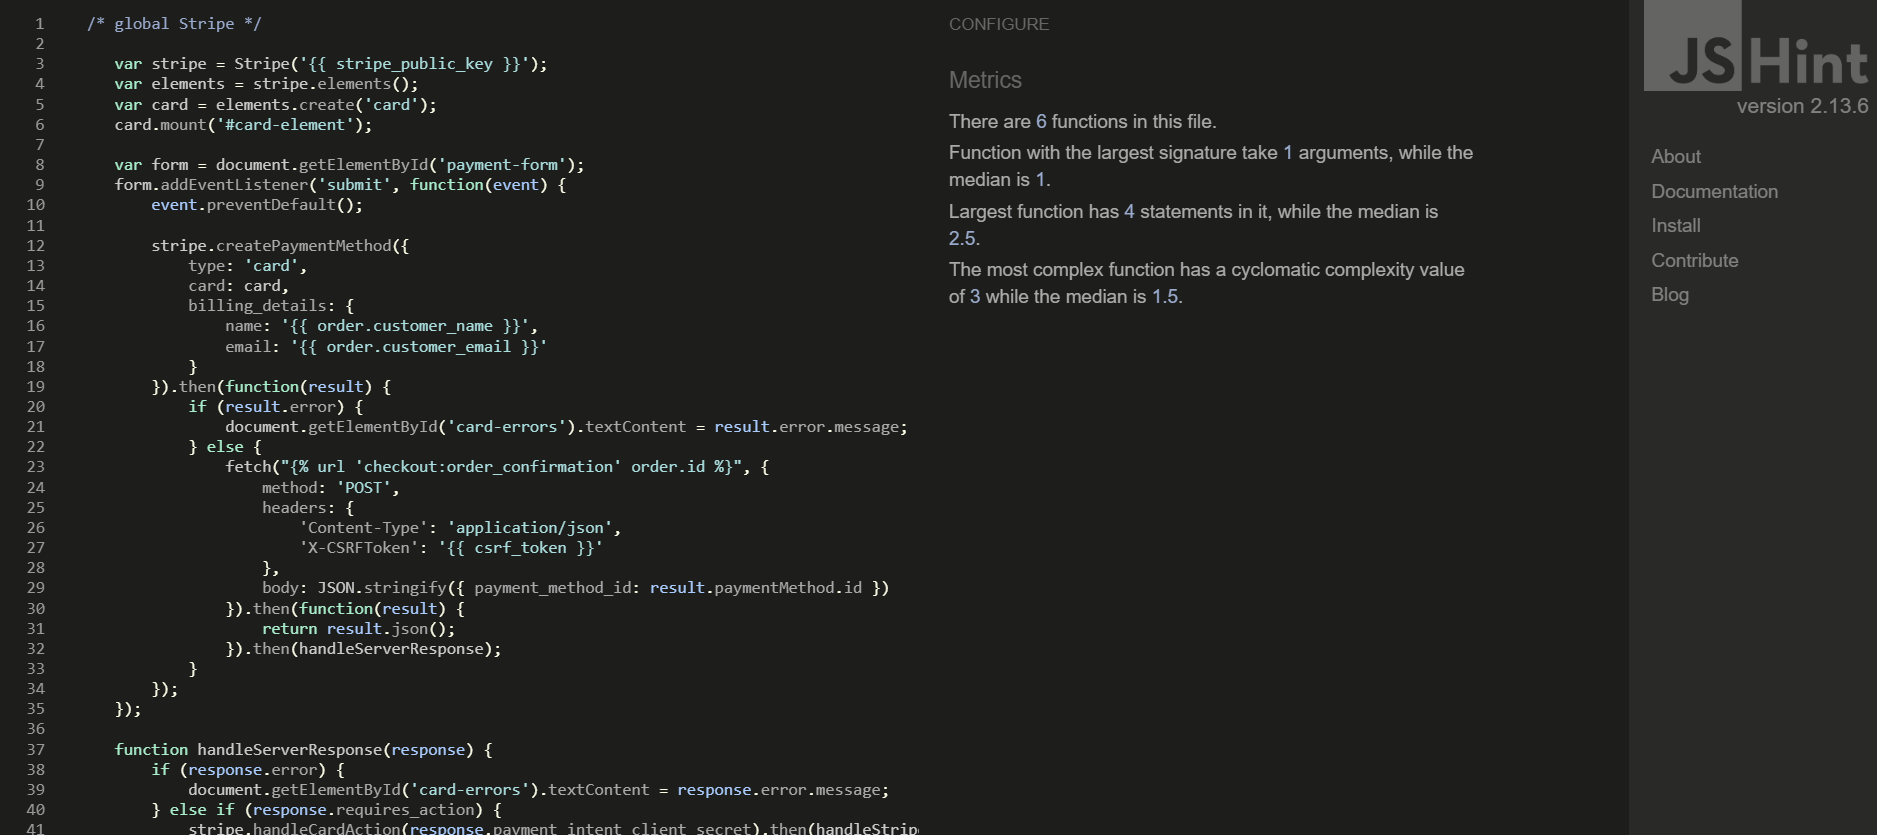 1 /* global Stripe */
2
3 var stripe = Stripe('{{ stripe_public_key }}');
4 var elements = stripe.elements();
5 var card = elements.create('card');
6 card.mount('#card-element');
7
8 var form = document.getElementById('payment-form');
9 form.addEventListener('submit', function(event) {
10 event.preventDefault();
11
12 stripe.createPaymentMethod({
13 type: 'card',
14 card: card,
15 billing_details: {
16 name: '{{ order.customer_name }}',
17 email: '{{ order.customer_email }}'
18 }
19 }).then(function(result) {
20 if (result.error) {
21 document.getElementById('card-errors').textContent = result.error.message;
22 } else {
23 fetch("{% url 'checkout:order_confirmation' order.id %}", {
24 method: 'POST',
25 headers: {
26 'Content-Type': 'application/json',
27 'X-CSRFToken': '{{ csrf_token }}'
28 },
29 body: JSON.stringify({ payment_method_id: result.paymentMethod.id })
30 }).then(function(result) {
31 return result.json();
32 }).then(handleServerResponse);
33 }
34 });
35 });
36
37 function handleServerResponse(response) {
38 if (response.error) {
39 document.getElementById('card-errors').textContent = response.error.message;
40 } else if (response.requires_action) {
41 stripe.handleCardAction(response.payment_intent_client_secret).then(handleStrip
CONFIGURE
Metrics
There are 6 functions in this file.
Function with the largest signature take 1 arguments, while the
median is 1.
Largest function has 4 statements in it, while the median is
2.5.
The most complex function has a cyclomatic complexity value
of 3 while the median is 1.5.
JSHint
version 2.13.6
About
Documentation
Install
Contribute
Blog